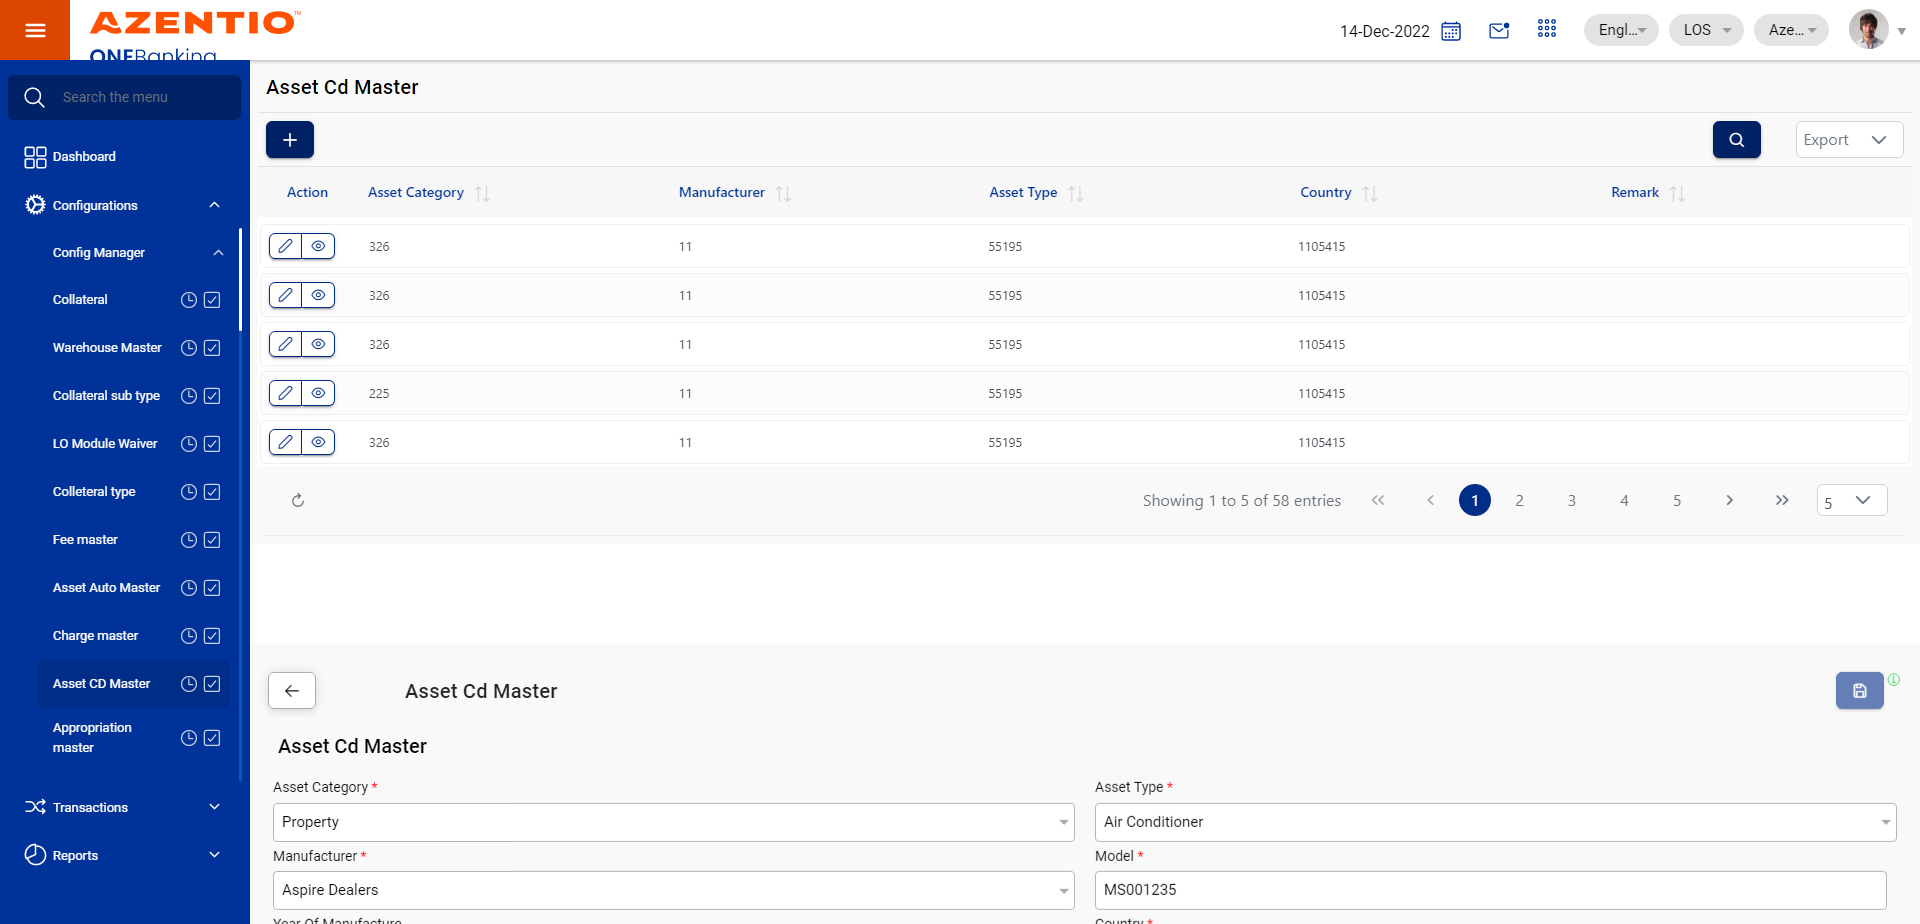 AZENTIO™
ONEBanking
14-Dec-2022
Engl...
LOS
Aze...
Search the menu
Dashboard
Configurations
Config Manager
Collateral
Warehouse Master
Collateral sub type
LO Module Waiver
Colleteral type
Fee master
Asset Auto Master
Charge master
Asset CD Master
Appropriation
master
Transactions
Reports
Asset Cd Master
Export
Action Asset Category Manufacturer Asset Type Country Remark
326 11 55195 1105415
326 11 55195 1105415
326 11 55195 1105415
225 11 55195 1105415
326 11 55195 1105415
Showing 1 to 5 of 58 entries
1 2 3 4 5
5
Asset Cd Master
Asset Cd Master
Asset Category *
Property
Asset Type *
Air Conditioner
Manufacturer *
Aspire Dealers
Model *
MS001235
Year Of Manufacture
Country *